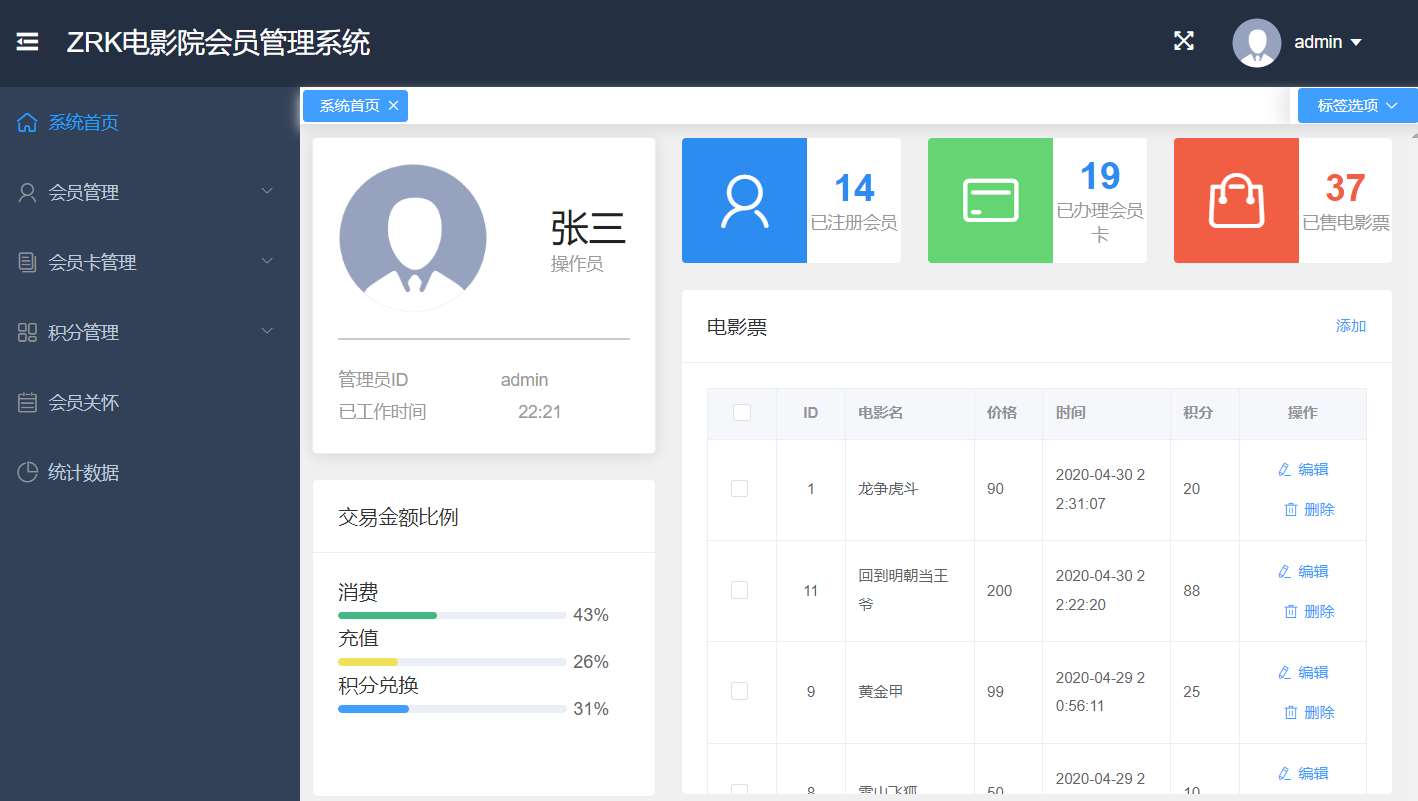 ZRK电影院会员管理系统
admin
系统首页
会员管理
会员卡管理
积分管理
会员关怀
统计数据
系统首页
标签选项
张三
操作员
管理员ID admin
已工作时间 22:21
交易金额比例
消费
43%
充值
26%
积分兑换
31%
14
已注册会员
19
已办理会员
卡
37
已售电影票
电影票 添加
ID 电影名 价格 时间 积分 操作
1 龙争虎斗 90 2020-04-30 2
2:31:07 20 编辑
删除
11 回到明朝当王
爷 200 2020-04-30 2
2:22:20 88 编辑
删除
9 黄金甲 99 2020-04-29 2
0:56:11 25 编辑
删除
8 雪山飞狐 50 2020-04-29 2
10 编辑